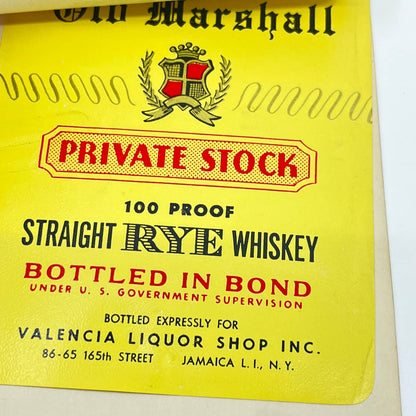 Old Marshall
PRIVATE STOCK
100 PROOF
STRAIGHT RYE WHISKEY
BOTTLED IN BOND
UNDER U. S. GOVERNMENT SUPERVISION
BOTTLED EXPRESSLY FOR
VALENCIA LIQUOR SHOP INC.
86-65 165th STREET JAMAICA L. I., N. Y.